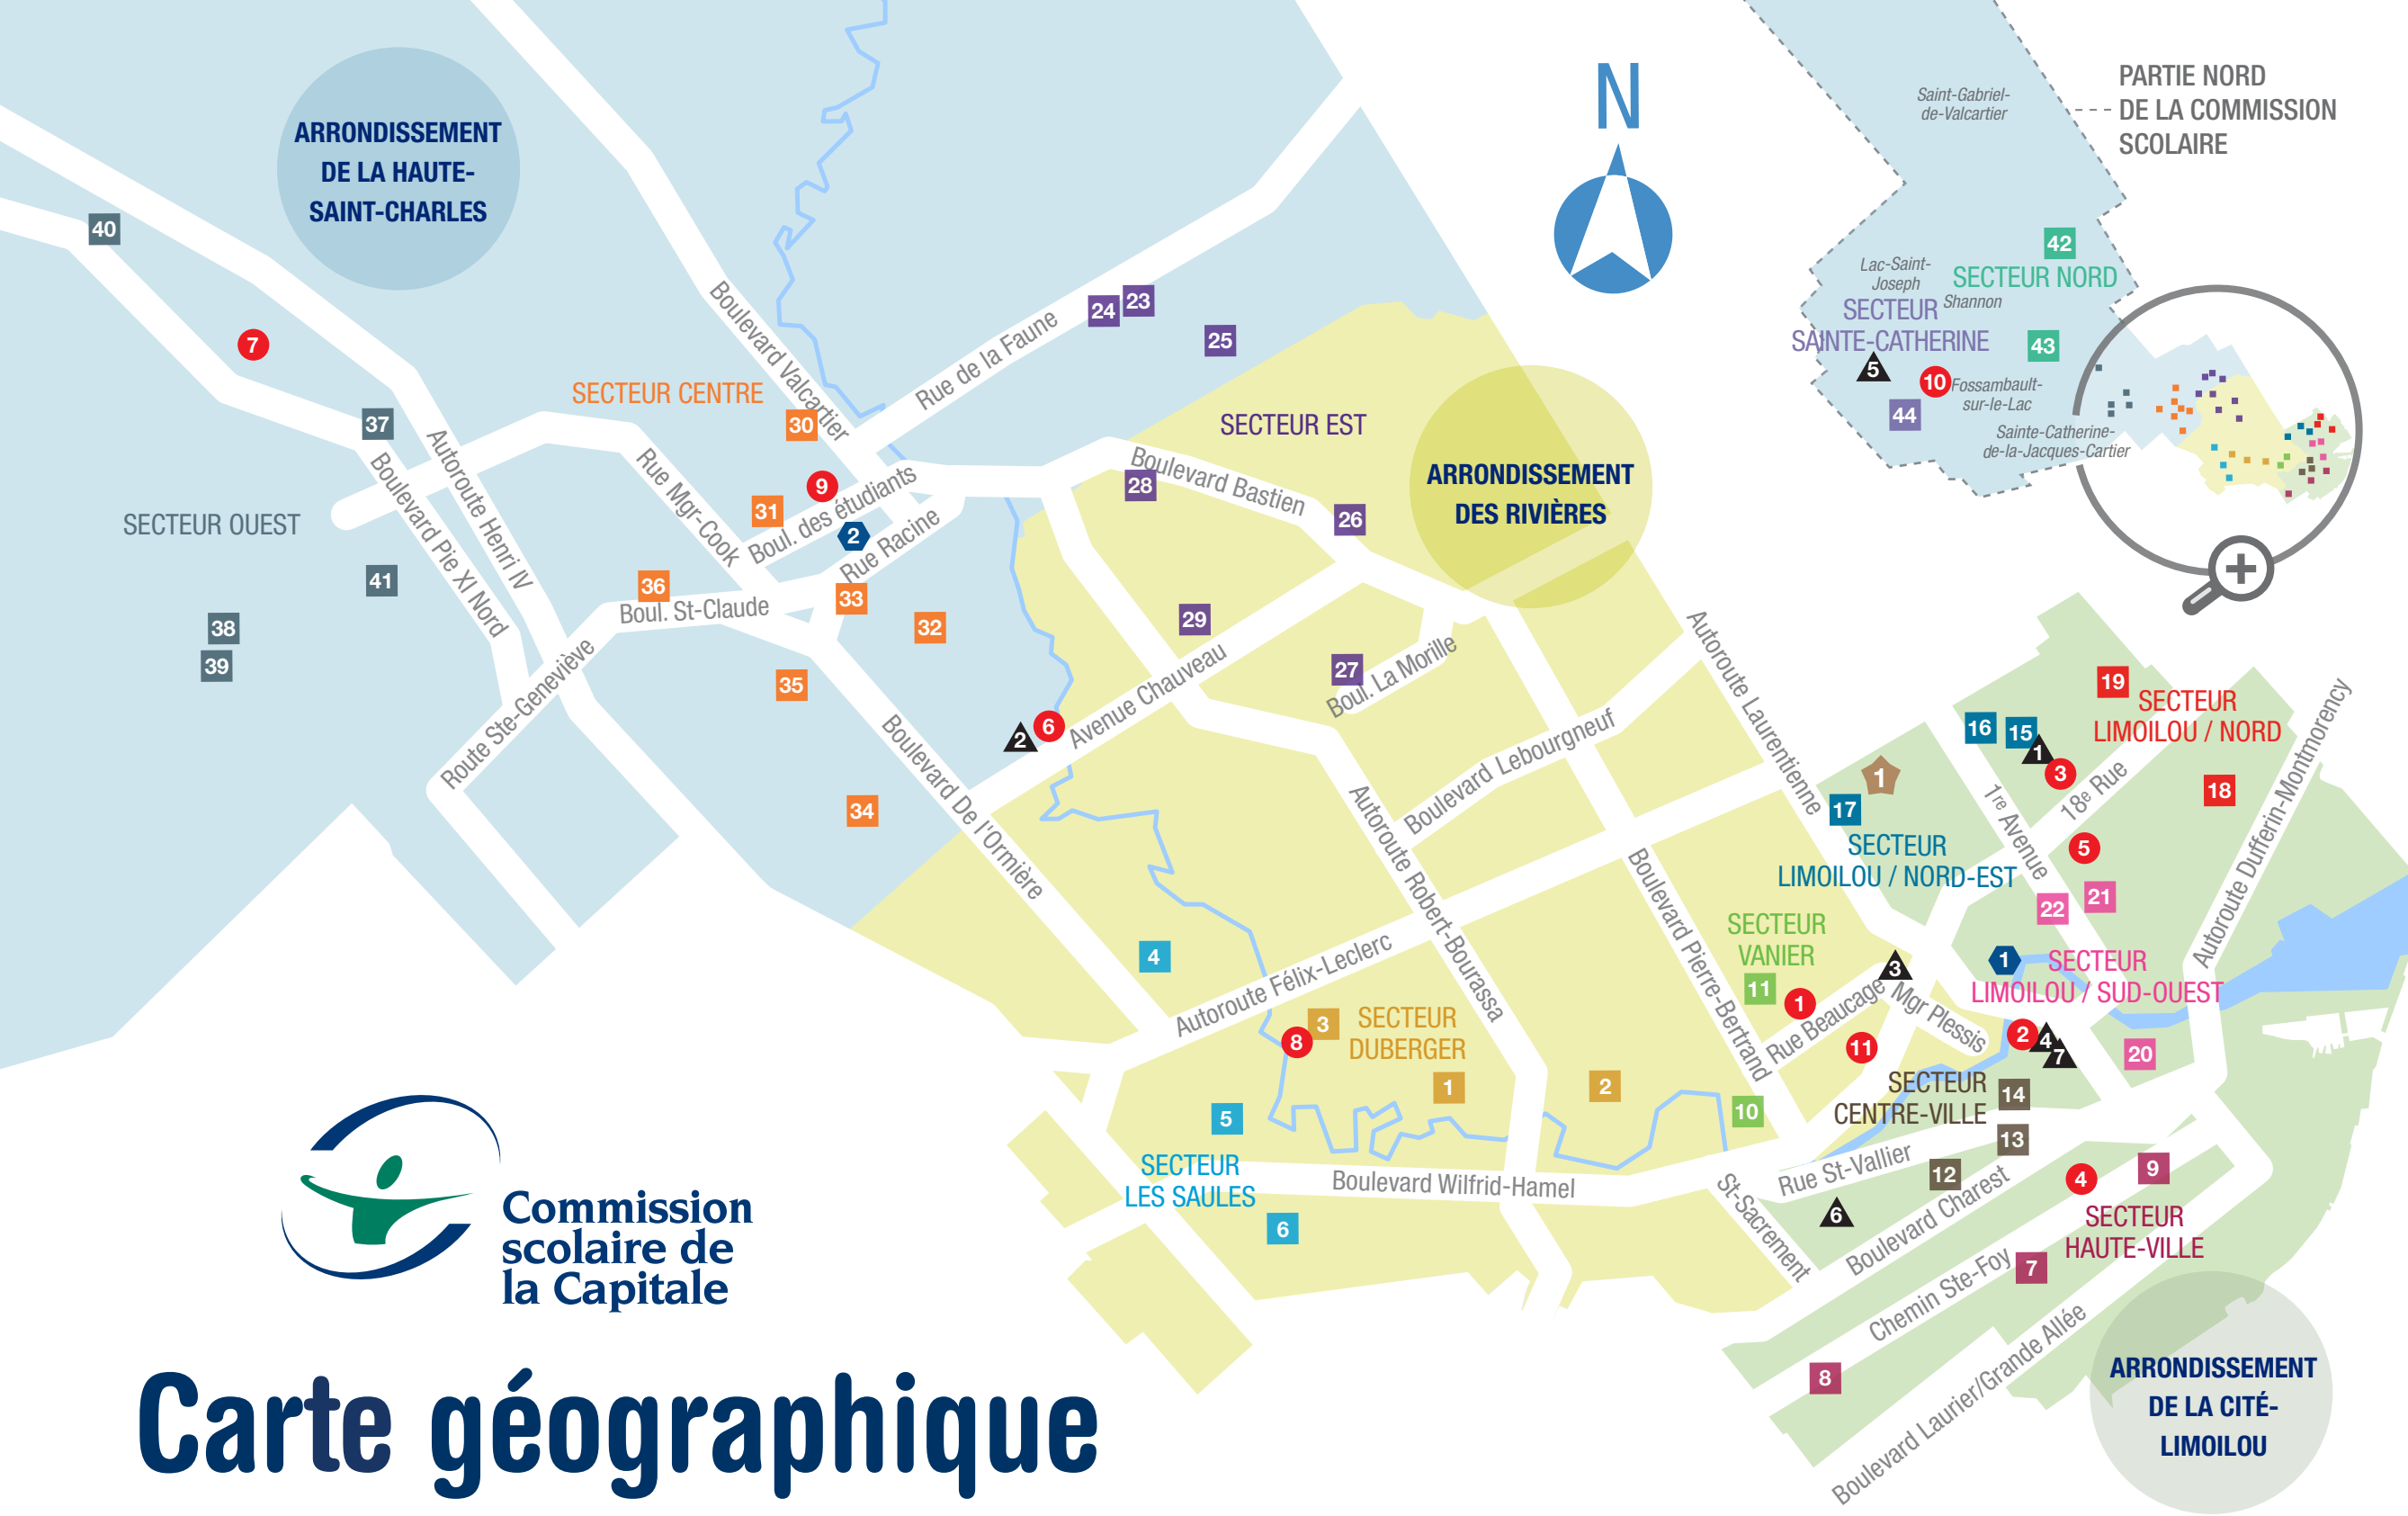 ARRONDISSEMENT
DE LA HAUTE-
SAINT-CHARLES
N
PARTIE NORD
DE LA COMMISSION
SCOLAIRE
Saint-Gabriel-
de-Valcartier
42
SECTEUR NORD
Lac-Saint-
Joseph
Shannon
SECTEUR
SAINTE-CATHERINE
43
5
10
Fossambault-
sur-le-Lac
44
Sainte-Catherine-
de-la-Jacques-Cartier
40
7
37
SECTEUR OUEST
41
38
39
Autoroute Henri IV
Boulevard Pie XI Nord
Route Ste-Geneviève
Boulevard Valcartier
Rue de la Faune
24
23
25
SECTEUR CENTRE
30
9
31
Boul. des étudiants
2
Rue Racine
Rue Mgr-Cook
36
Boul. St-Claude
33
32
35
34
SECTEUR EST
Boulevard Bastien
28
26
29
27
Boul. La Morille
Avenue Chauveau
2
6
Boulevard De l'Ormière
ARRONDISSEMENT
DES RIVIÈRES
Boulevard Lebourgneuf
Autoroute Laurentienne
Autoroute Robert-Bourassa
Autoroute Félix-Leclerc
Boulevard Pierre-Bertrand
4
8
3
SECTEUR
DUBERGER
1
2
5
SECTEUR
LES SAULES
6
Boulevard Wilfrid-Hamel
19
SECTEUR
LIMOILOU / NORD
16
15
1
3
18e Rue
18
1
17
SECTEUR
LIMOILOU / NORD-EST
1re Avenue
5
Autoroute Dufferin-Montmorency
22
21
SECTEUR
VANIER
11
1
3
Rue Beaucage
Mgr Plessis
11
10
1
SECTEUR
LIMOILOU / SUD-OUEST
2
4
7
20
SECTEUR
CENTRE-VILLE
14
13
12
Rue St-Vallier
6
St-Sacrement
Boulevard Charest
4
9
SECTEUR
HAUTE-VILLE
7
Chemin Ste-Foy
8
Boulevard Laurier/Grande Allée
ARRONDISSEMENT
DE LA CITÉ-
LIMOILOU
Commission
scolaire de
la Capitale
Carte géographique